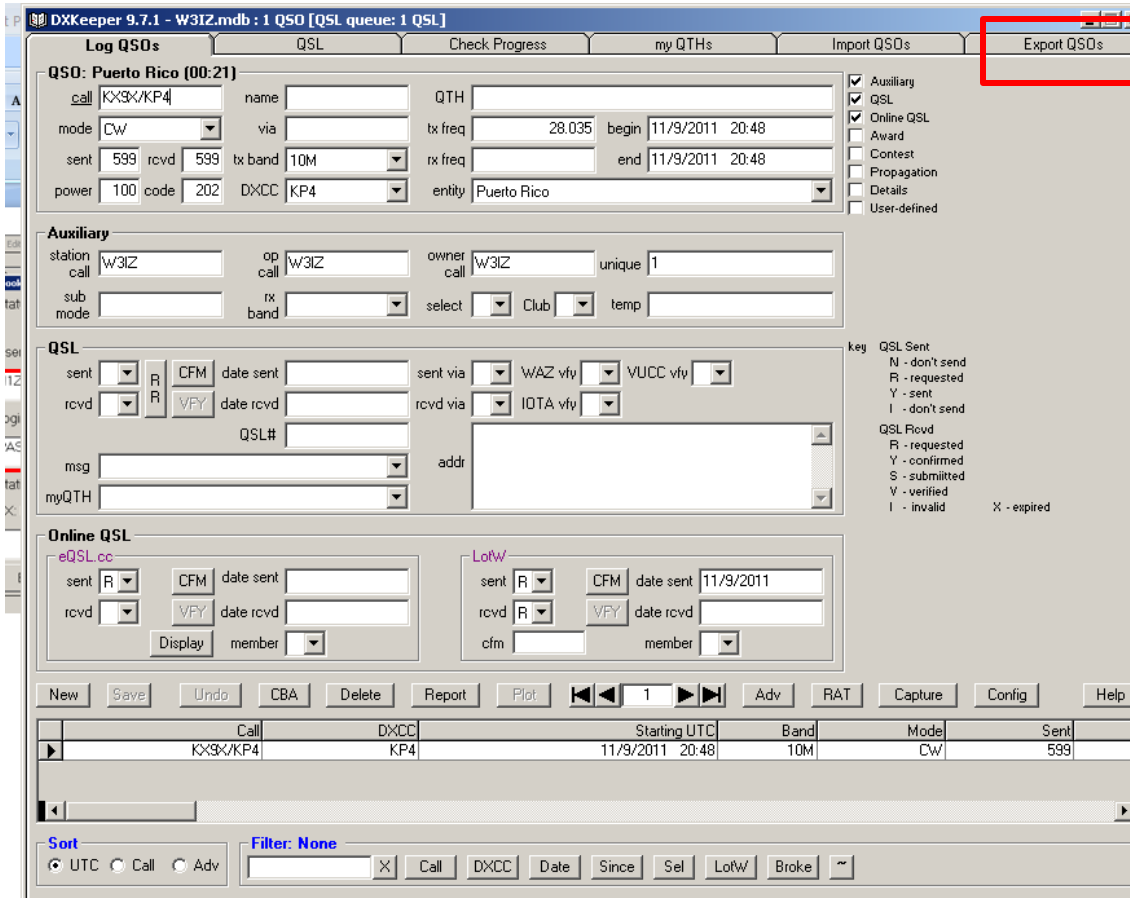 DXKeeper 9.7.1 - W3IZ.mdb : 1 QSO [QSL queue: 1 QSL]
Log QSOs QSL Check Progress my QTHs Import QSOs Export QSOs
QSO: Puerto Rico (00:21)
call KX9X/KP4 name QTH
mode CW via tx freq 28.035 begin 11/9/2011 20:48
sent 599 rcvd 599 tx band 10M rx freq end 11/9/2011 20:48
power 100 code 202 DXCC KP4 entity Puerto Rico
Auxiliary
QSL
Online QSL
Award
Contest
Propagation
Details
User-defined
Auxiliary
station call W3IZ op call W3IZ owner call W3IZ unique 1
sub mode rx band select Club temp
QSL
sent R R CFM date sent sent via WAZ vfy VUCC vfy
rcvd VFY date rcvd rcvd via IOTA vfy
QSL#
msg addr
myQTH
key QSL Sent
N - don't send
R - requested
Y - sent
I - don't send
QSL Rcvd
R - requested
Y - confirmed
S - submiitted
V - verified
I - invalid X - expired
Online QSL
eQSL.cc
sent R CFM date sent
rcvd VFY date rcvd
Display member
LotW
sent R CFM date sent 11/9/2011
rcvd R VFY date rcvd
cfm member
New Save Undo CBA Delete Report Plot 1 Adv RAT Capture Config Help
Call DXCC Starting UTC Band Mode Sent
KX9X/KP4 KP4 11/9/2011 20:48 10M CW 599
Sort
UTC Call Adv
Filter: None
X Call DXCC Date Since Sel LotW Broke ~